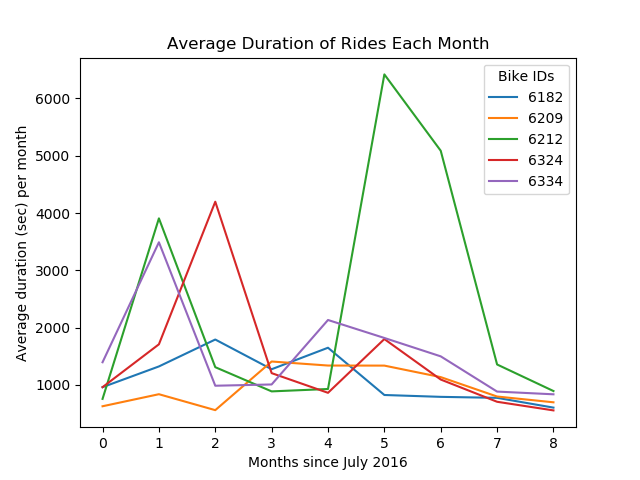 Average Duration of Rides Each Month
Average duration (sec) per month
6000
5000
4000
3000
2000
1000
0 1 2 3 4 5 6 7 8
Months since July 2016
Bike IDs
6182
6209
6212
6324
6334